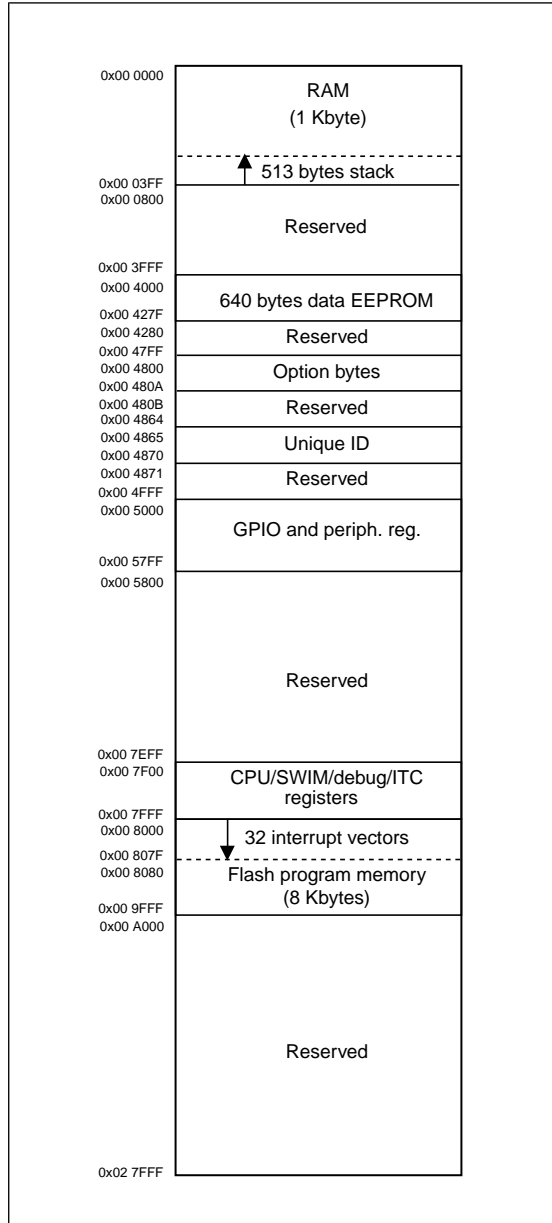 0x00 0000
RAM
(1 Kbyte)
513 bytes stack
0x00 03FF
0x00 0800
Reserved
0x00 3FFF
0x00 4000
640 bytes data EEPROM
0x00 427F
0x00 4280
Reserved
0x00 47FF
0x00 4800
Option bytes
0x00 480A
0x00 480B
Reserved
0x00 4864
0x00 4865
Unique ID
0x00 4870
0x00 4871
Reserved
0x00 4FFF
0x00 5000
GPIO and periph. reg.
0x00 57FF
0x00 5800
Reserved
0x00 7EFF
0x00 7F00
CPU/SWIM/debug/ITC
registers
0x00 7FFF
0x00 8000
32 interrupt vectors
0x00 807F
0x00 8080
Flash program memory
(8 Kbytes)
0x00 9FFF
0x00 A000
Reserved
0x02 7FFF